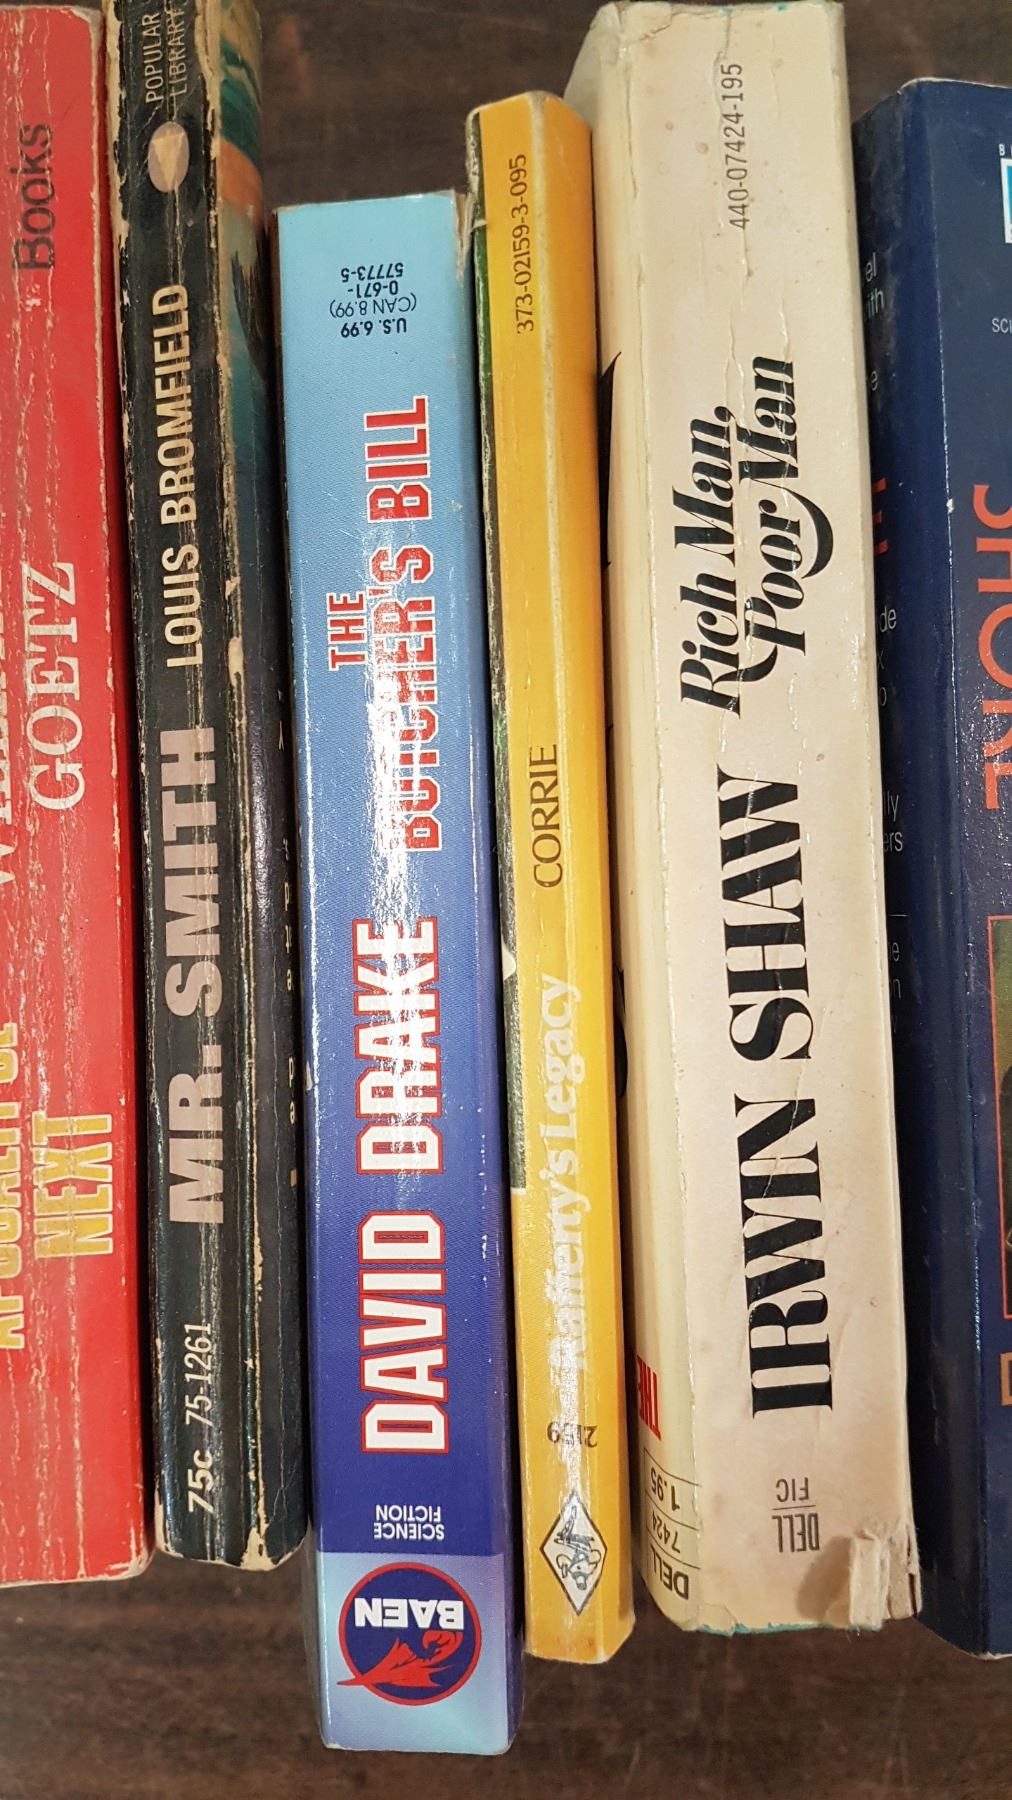 Books
GOETZ
NEXT
POPULAR
LIBRARY
LOUIS BROMFIELD
MR. SMITH
75c 75-1261
U.S. 6.99
(CAN 8.99)
0-671-
57773-5
THE
BUTCHER'S BILL
DAVID DRAKE
SCIENCE
FICTION
BAEN
373-02159-3-095
CORRIE
Rafferty's Legacy
2159
440-07424-195
Rich Man,
Poor Man
IRWIN SHAW
DELL
FIC
THE
DELL 7424 1.95